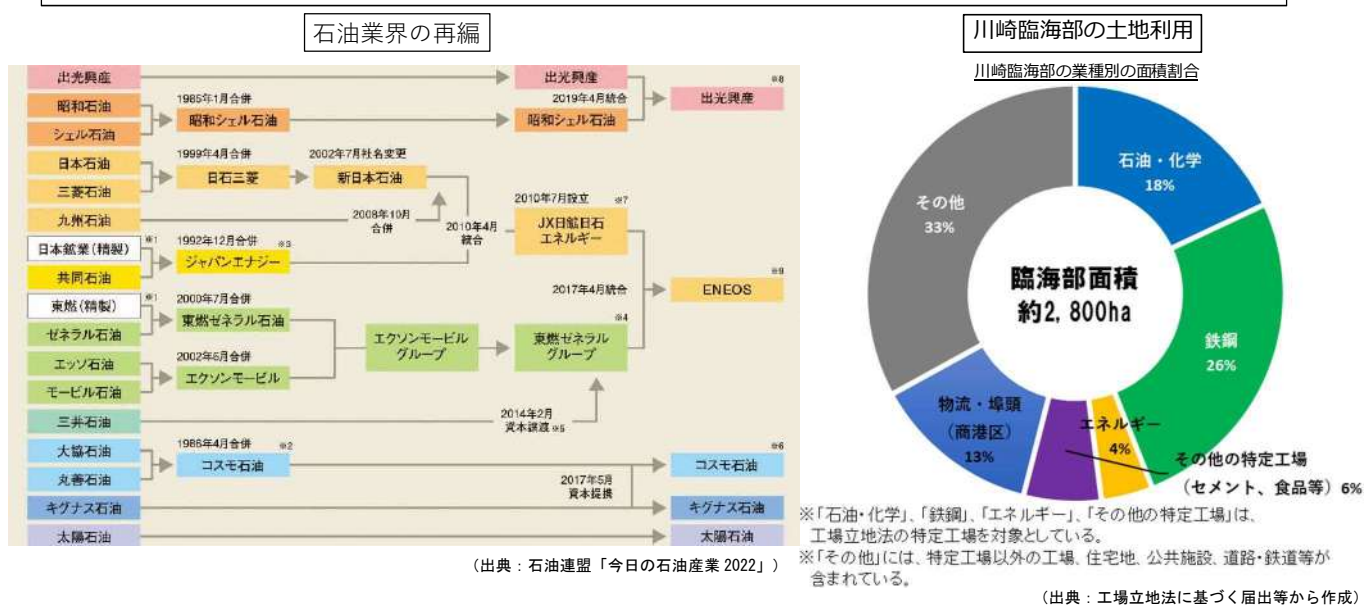 石油業界の再編
出光興産
出光興産
※8
昭和石油
1985年1月合併
2019年4月統合
出光興産
シェル石油
昭和シェル石油
昭和シェル石油
日本石油
1999年4月合併
2002年7月社名変更
三菱石油
日石三菱
新日本石油
九州石油
2008年10月
合併
2010年4月
統合
2010年7月設立 ※7
JX日鉱日石
エネルギー
日本鉱業(精製)
※1
1992年12月合併 ※3
共同石油
ジャパンエナジー
※9
東燃(精製)
※1
2000年7月合併
2017年4月統合
ENEOS
ゼネラル石油
東燃ゼネラル石油
※4
エッソ石油
2002年6月合併
エクソンモービル
グループ
東燃ゼネラル
グループ
モービル石油
エクソンモービル
三井石油
2014年2月
資本譲渡 ※5
大協石油
1986年4月合併 ※2
※6
丸善石油
コスモ石油
コスモ石油
キグナス石油
2017年5月
資本提携
キグナス石油
太陽石油
太陽石油
(出典:石油連盟「今日の石油産業 2022」)
川崎臨海部の土地利用
川崎臨海部の業種別の面積割合
石油・化学
18%
その他
33%
臨海部面積
約2,800ha
鉄鋼
26%
物流・埠頭
(商港区)
13%
エネルギー
4%
その他の特定工場
(セメント、食品等) 6%
※「石油・化学」、「鉄鋼」、「エネルギー」、「その他の特定工場」は、
工場立地法の特定工場を対象としている。
※「その他」には、特定工場以外の工場、住宅地、公共施設、道路・鉄道等が
含まれている。
(出典:工場立地法に基づく届出等から作成)